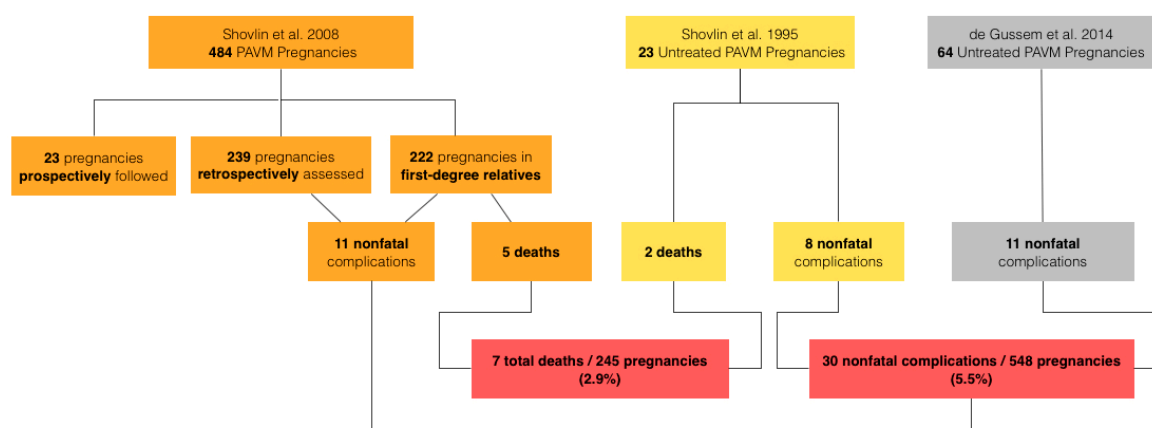 Shovlin et al. 2008
484 PAVM Pregnancies
Shovlin et al. 1995
23 Untreated PAVM Pregnancies
de Gussem et al. 2014
64 Untreated PAVM Pregnancies
23 pregnancies
prospectively followed
239 pregnancies
retrospectively assessed
222 pregnancies in
first-degree relatives
11 nonfatal
complications
5 deaths
2 deaths
8 nonfatal
complications
11 nonfatal
complications
7 total deaths / 245 pregnancies
(2.9%)
30 nonfatal complications / 548 pregnancies
(5.5%)